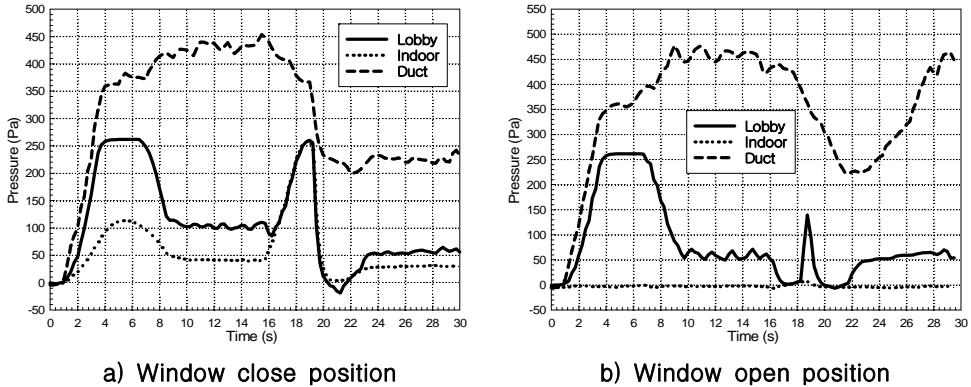 500
450
400
350
300
250
200
150
100
50
0
-50
Pressure (Pa)
Lobby
Indoor
Duct
0 2 4 6 8 10 12 14 16 18 20 22 24 26 28 30
Time (s)
a) Window close position
550
500
450
400
350
300
250
200
150
100
50
0
-50
Pressure (Pa)
Lobby
Indoor
Duct
0 2 4 6 8 10 12 14 16 18 20 22 24 26 28 30
Time (s)
b) Window open position